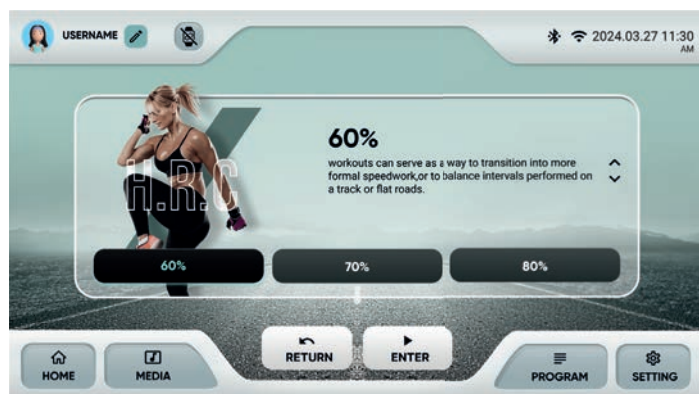 USERNAME
2024.03.27 11:30
AM
60%
workouts can serve as a way to transition into more
formal speedwork,or to balance intervals performed on
a track or flat roads.
H.R.C
60%
70%
80%
RETURN
ENTER
HOME
MEDIA
PROGRAM
SETTING